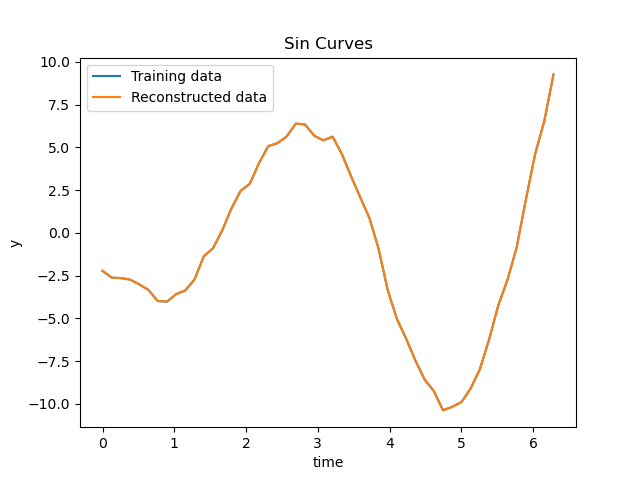 Sin Curves
Training data
Reconstructed data
10.0
7.5
5.0
2.5
0.0
−2.5
−5.0
−7.5
−10.0
y
0 1 2 3 4 5 6
time